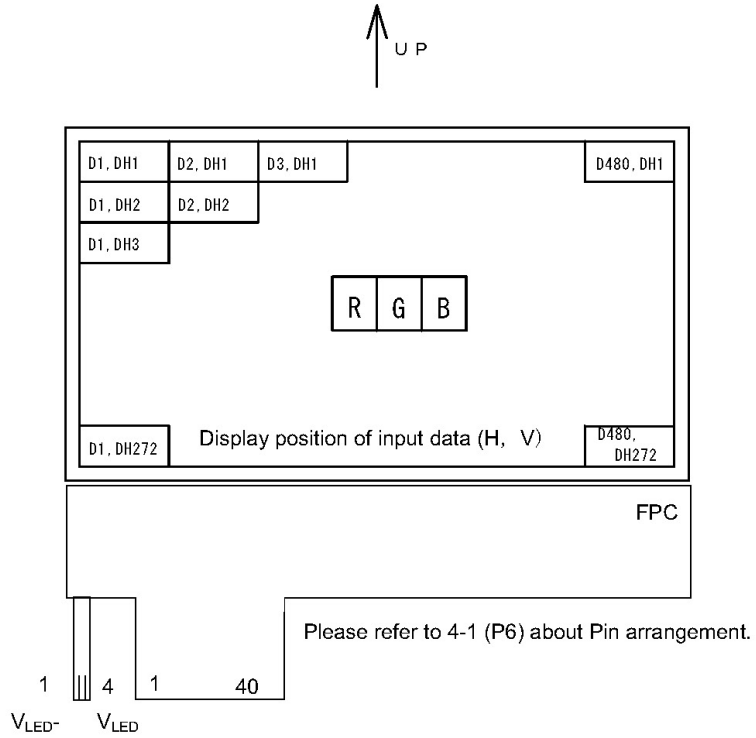 UP
D1, DH1 D2, DH1 D3, DH1 D480, DH1
D1, DH2 D2, DH2
D1, DH3
R G B
D1, DH272 Display position of input data (H, V) D480, DH272
FPC
Please refer to 4-1 (P6) about Pin arrangement.
1 4 1 40
VLED- VLED